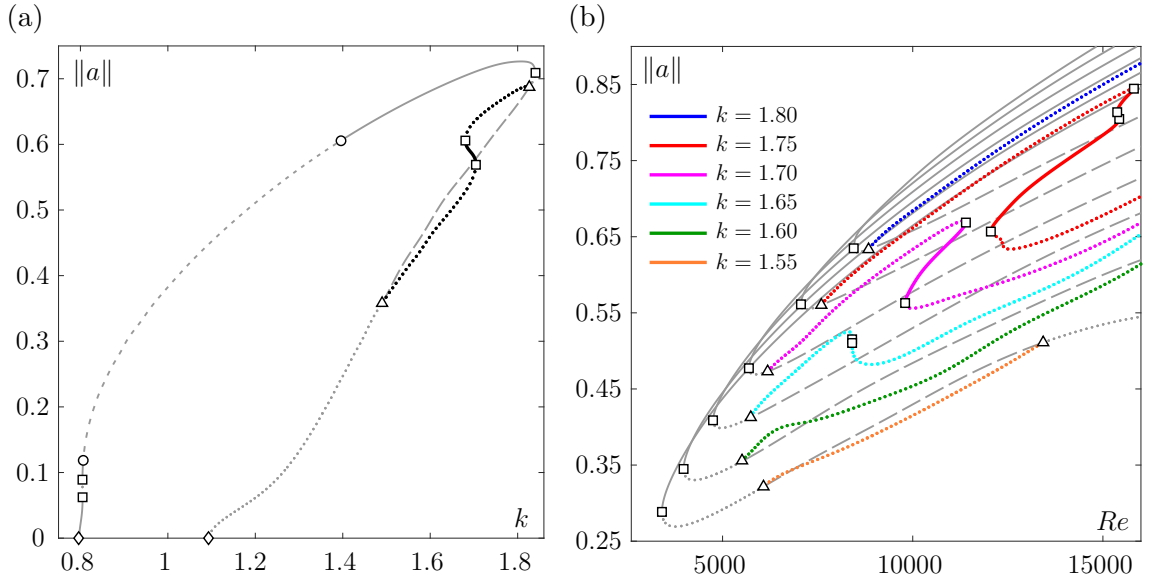 (a)
‖a‖
0.7
0.6
0.5
0.4
0.3
0.2
0.1
0
0.8 1 1.2 1.4 1.6 1.8
k
(b)
‖a‖
0.85
0.75
0.65
0.55
0.45
0.35
0.25
k = 1.80
k = 1.75
k = 1.70
k = 1.65
k = 1.60
k = 1.55
Re
5000 10000 15000